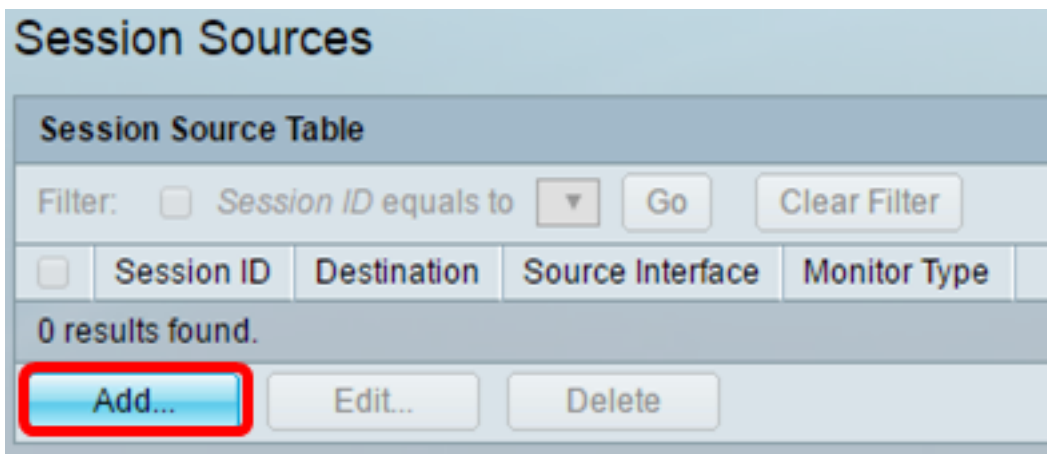 Session Sources
Session Source Table
Filter: Session ID equals to Go Clear Filter
Session ID Destination Source Interface Monitor Type
0 results found.
Add... Edit... Delete